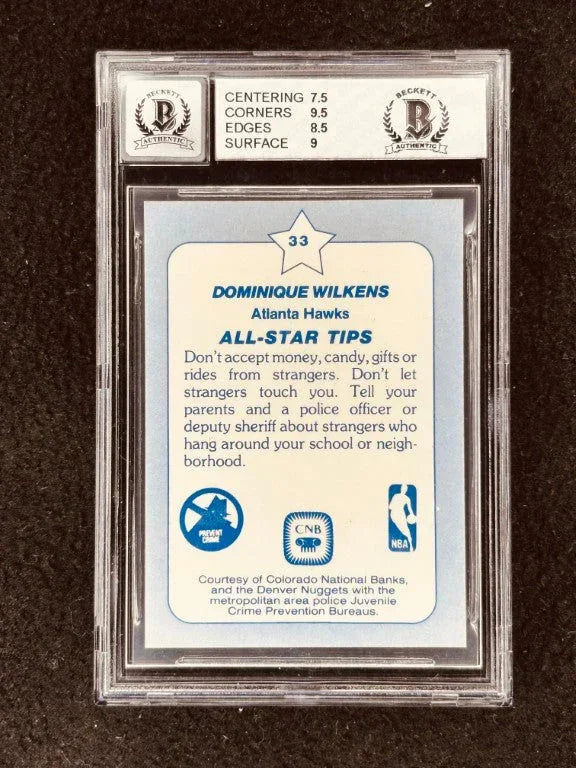 BECKETT
B
AUTHENTIC
CENTERING 7.5
CORNERS 9.5
EDGES 8.5
SURFACE 9
BECKETT
B
AUTHENTIC
33
DOMINIQUE WILKENS
Atlanta Hawks
ALL-STAR TIPS
Don't accept money, candy, gifts or
rides from strangers. Don't let
strangers touch you. Tell your
parents and a police officer or
deputy sheriff about strangers who
hang around your school or neigh-
borhood.
PREVENT
CRIME
CNB
NBA
Courtesy of Colorado National Banks,
and the Denver Nuggets with the
metropolitan area police Juvenile
Crime Prevention Bureaus.